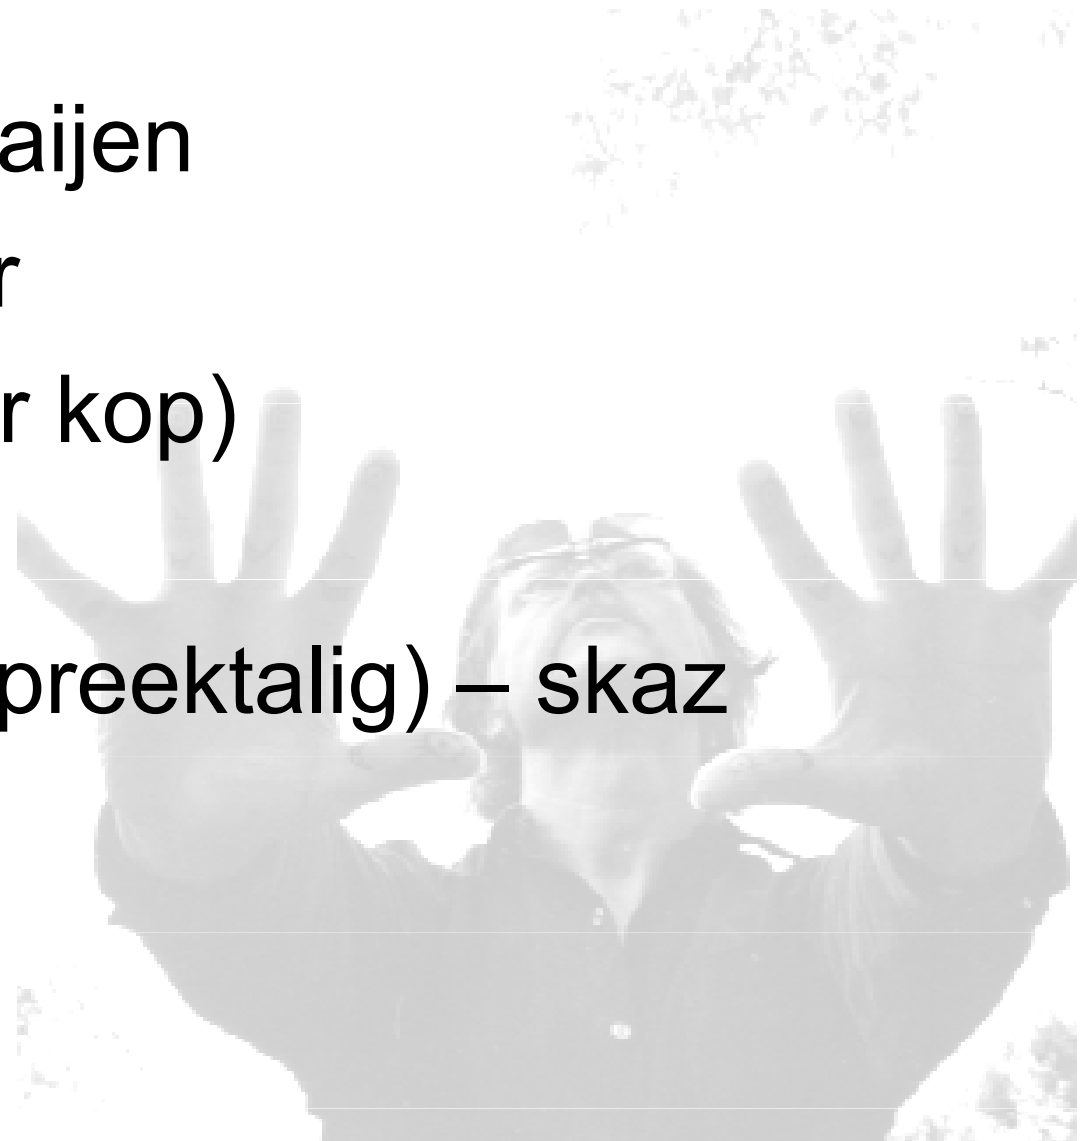 aijen
r
r kop)
preektalig) – skaz